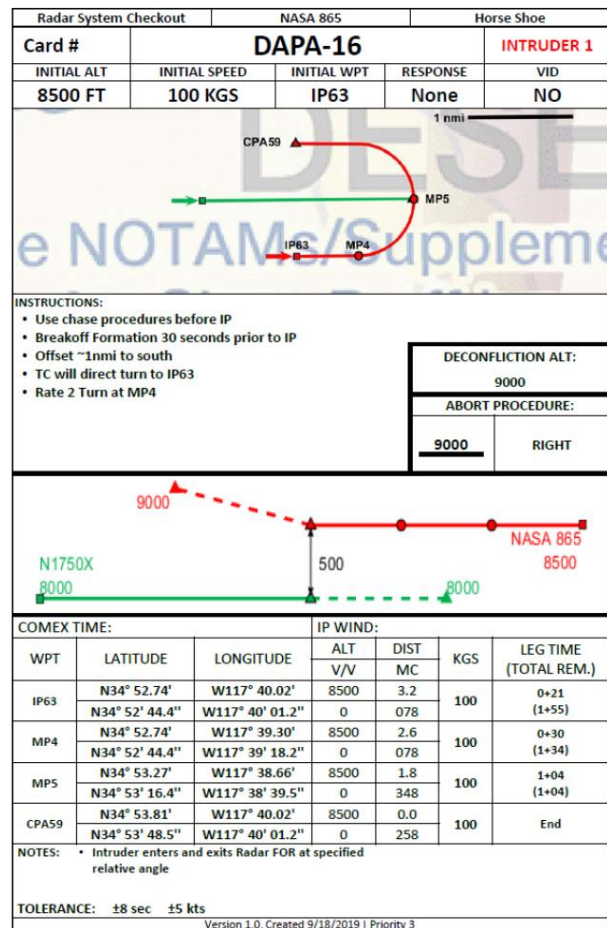 Radar System Checkout NASA 865 Horse Shoe
Card # DAPA-16 INTRUDER 1
INITIAL ALT INITIAL SPEED INITIAL WPT RESPONSE VID
8500 FT 100 KGS IP63 None NO
DESE
1 nmi
CPA59
MP5
e NOTAMs/Suppleme
IP63 MP4
INSTRUCTIONS:
• Use chase procedures before IP
• Breakoff Formation 30 seconds prior to IP
• Offset ~1nmi to south
• TC will direct turn to IP63
• Rate 2 Turn at MP4
DECONFLICTION ALT:
9000
ABORT PROCEDURE:
9000 RIGHT
9000
NASA 865
8500
500
N1750X
8000
8000
COMEX TIME: IP WIND:
WPT LATITUDE LONGITUDE ALT DIST KGS LEG TIME
V/V MC (TOTAL REM.)
IP63 N34° 52.74' W117° 40.02' 8500 3.2 100 0+21
N34° 52' 44.4" W117° 40' 01.2" 0 078 (1+55)
MP4 N34° 52.74' W117° 39.30' 8500 2.6 100 0+30
N34° 52' 44.4" W117° 39' 18.2" 0 078 (1+34)
MP5 N34° 53.27' W117° 38.66' 8500 1.8 100 1+04
N34° 53' 16.4" W117° 38' 39.5" 0 348 (1+04)
CPA59 N34° 53.81' W117° 40.02' 8500 0.0 100 End
N34° 53' 48.5" W117° 40' 01.2" 0 258
NOTES: • Intruder enters and exits Radar FOR at specified
relative angle
TOLERANCE: ±8 sec ±5 kts
Version 1.0, Created 9/18/2019 | Priority 3